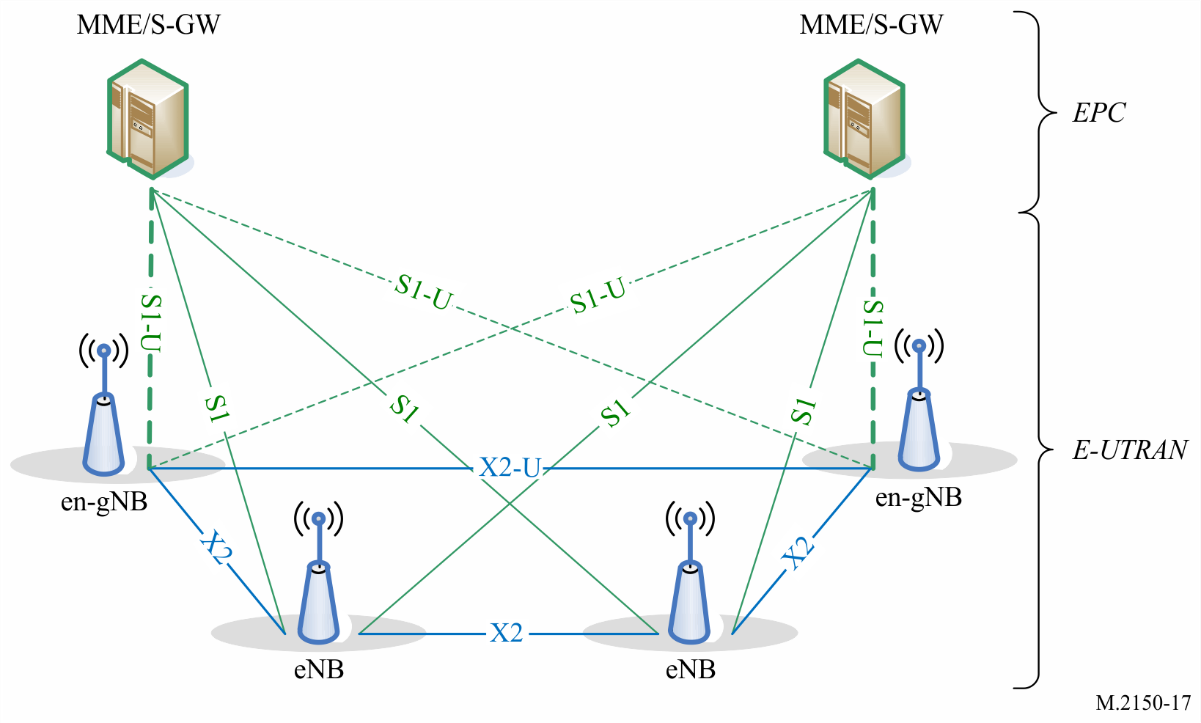 MME/S-GW
MME/S-GW
EPC
S1-U
S1-U
S1-U
S1-U
S1
S1
S1
S1
E-UTRAN
X2-U
en-gNB
en-gNB
X2
X2
X2
eNB
eNB
M.2150-17